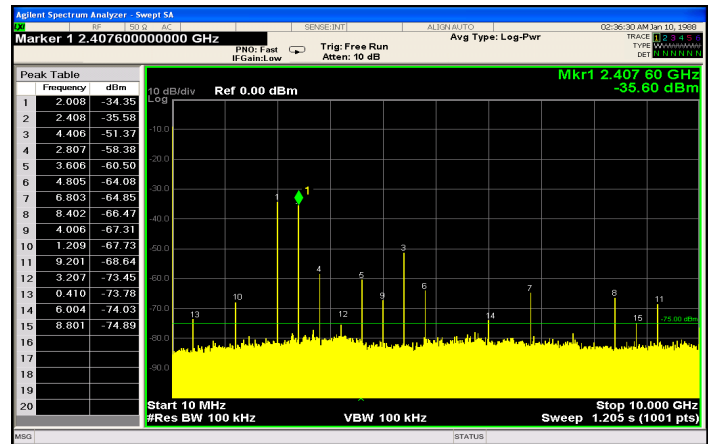 Agilent Spectrum Analyzer - Swept SA
LXI RF 50 Ω AC SENSE:INT ALIGN AUTO 02:36:30 AM Jan 10, 1988
Marker 1 2.407600000000 GHz
Avg Type: Log-Pwr
TRACE 1 2 3 4 5 6
TYPE
DET N N N N N N
PNO: Fast
IFGain:Low
Trig: Free Run
Atten: 10 dB
Peak Table
Frequency dBm
1 2.008 -34.35
2 2.408 -35.58
3 4.406 -51.37
4 2.807 -58.38
5 3.606 -60.50
6 4.805 -64.08
7 6.803 -64.85
8 8.402 -66.47
9 4.006 -67.31
10 1.209 -67.73
11 9.201 -68.64
12 3.207 -73.45
13 0.410 -73.78
14 6.004 -74.03
15 8.801 -74.89
16
17
18
19
20
Mkr1 2.407 60 GHz
-35.60 dBm
10 dB/div Ref 0.00 dBm
Log
-10.0
-20.0
-30.0
-40.0
-50.0
-60.0
-70.0
-80.0
-90.0
1 1
3
4 5
6 7
9 8
10 11
13 12 14 15
-75.00 dBm
Start 10 MHz Stop 10.000 GHz
#Res BW 100 kHz VBW 100 kHz Sweep 1.205 s (1001 pts)
MSG STATUS